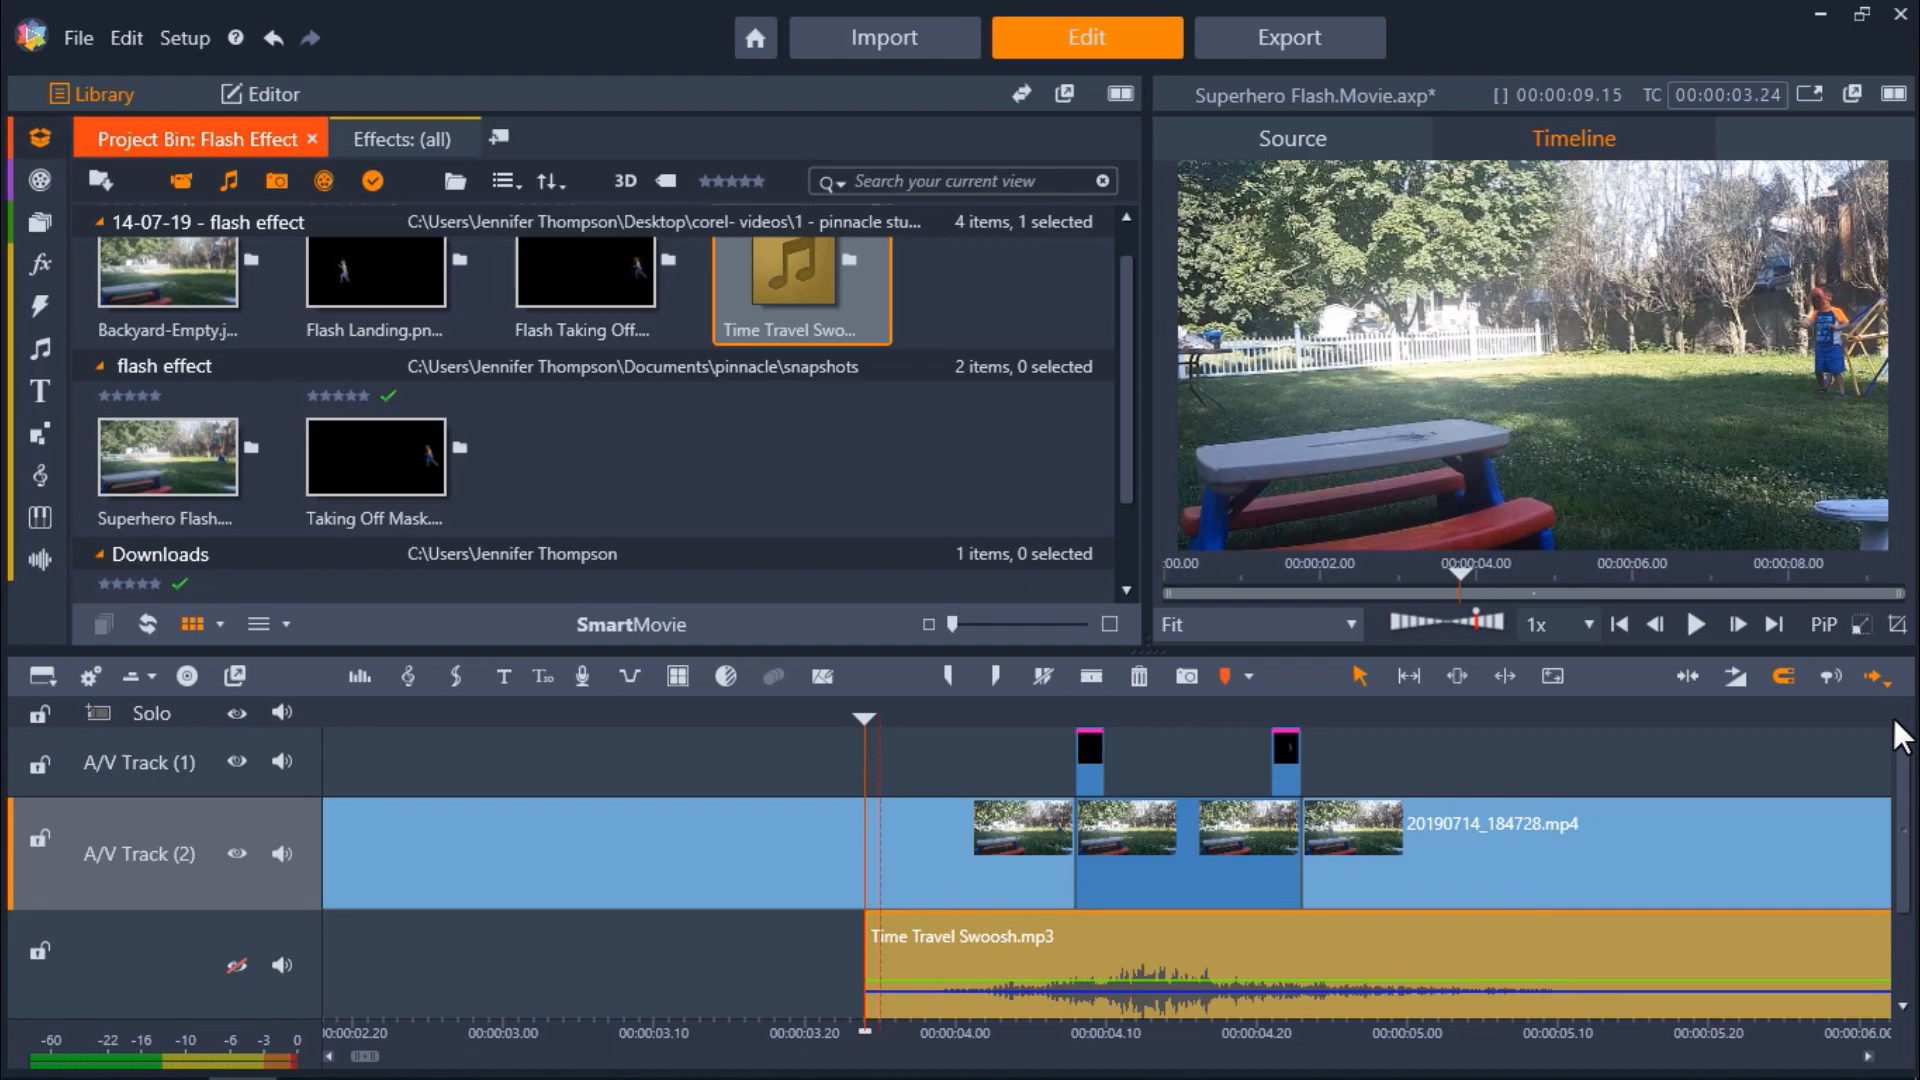 File Edit Setup
Import
Edit
Export
Library
Editor
Superhero Flash.Movie.axp*
[ ] 00:00:09.15
TC 00:00:03.24
Project Bin: Flash Effect ×
Effects: (all)
Source
Timeline
3D
Search your current view
14-07-19 - flash effect
C:\Users\Jennifer Thompson\Desktop\corel- videos\1 - pinnacle stu...
4 items, 1 selected
Backyard-Empty.j...
Flash Landing.pn...
Flash Taking Off....
Time Travel Swo...
flash effect
C:\Users\Jennifer Thompson\Documents\pinnacle\snapshots
2 items, 0 selected
Superhero Flash....
Taking Off Mask....
Downloads
C:\Users\Jennifer Thompson
1 items, 0 selected
:00.00 00:00:02.00 00:00:04.00 00:00:06.00 00:00:08.00
SmartMovie
Fit
1x
PiP
T
Solo
A/V Track (1)
A/V Track (2)
20190714_184728.mp4
Time Travel Swoosh.mp3
-60 -22 -16 -10 -6 -3 0
00:00:02.20 00:00:03.00 00:00:03.10 00:00:03.20 00:00:04.00 00:00:04.10 00:00:04.20 00:00:05.00 00:00:05.10 00:00:05.20 00:00:06.00